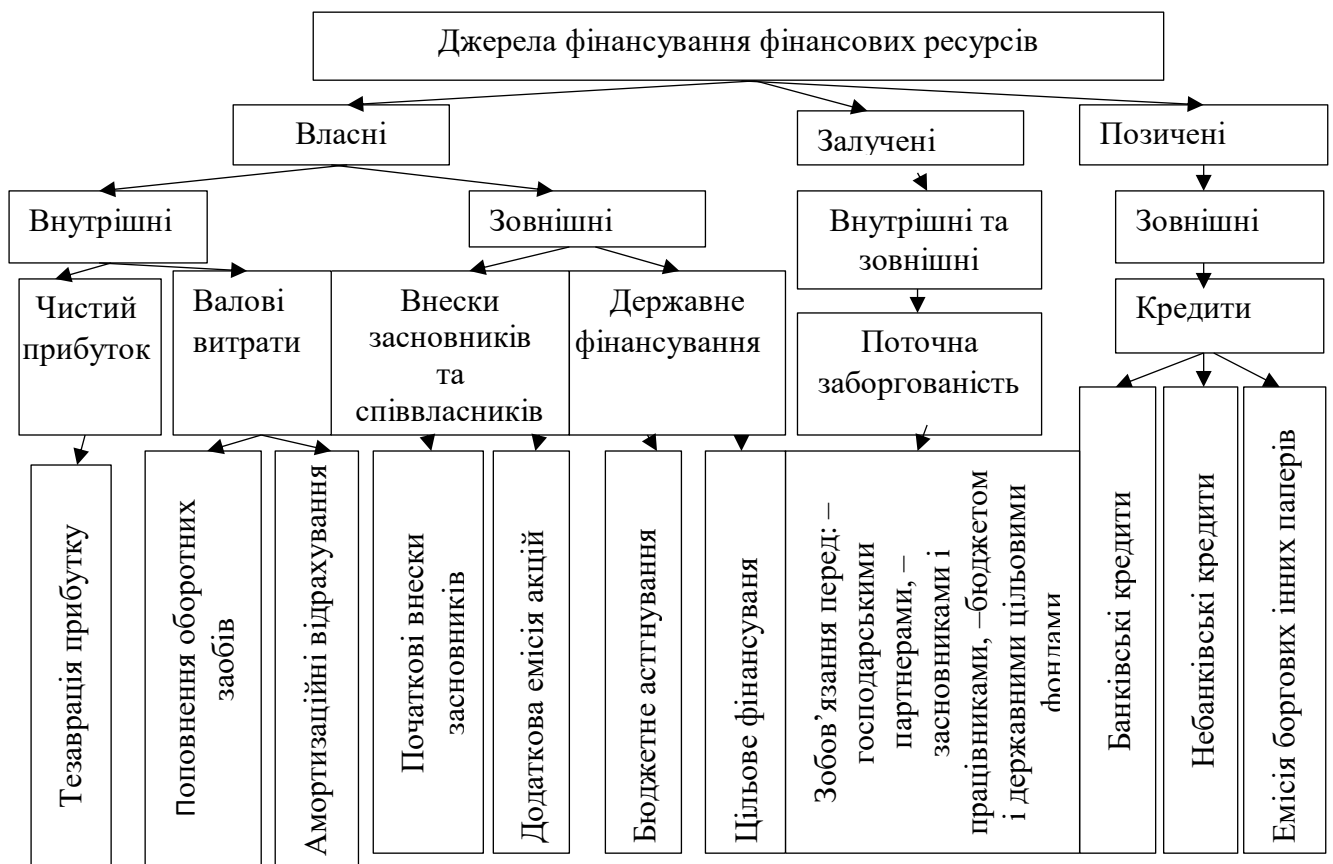 Джерела фінансування фінансових ресурсів
Власні
Залучені
Позичені
Внутрішні
Зовнішні
Внутрішні та
зовнішні
Зовнішні
Чистий
прибуток
Валові
витрати
Внески
засновників
та
співвласників
Державне
фінансування
Поточна
заборгованість
Кредити
Тезаврація прибутку
Поповнення оборотних
заобів
Амортизаційні відрахування
Початкові внески
засновників
Додаткова емісія акцій
Бюджетне астгнування
Цільове фінансуваня
Зобов’язання перед: –
господарськими
партнерами, –
засновниками і
працівниками, –бюджетом
і державними цільовими
фондами
Банківські кредити
Небанківські кредити
Емісія боргових інних паперів